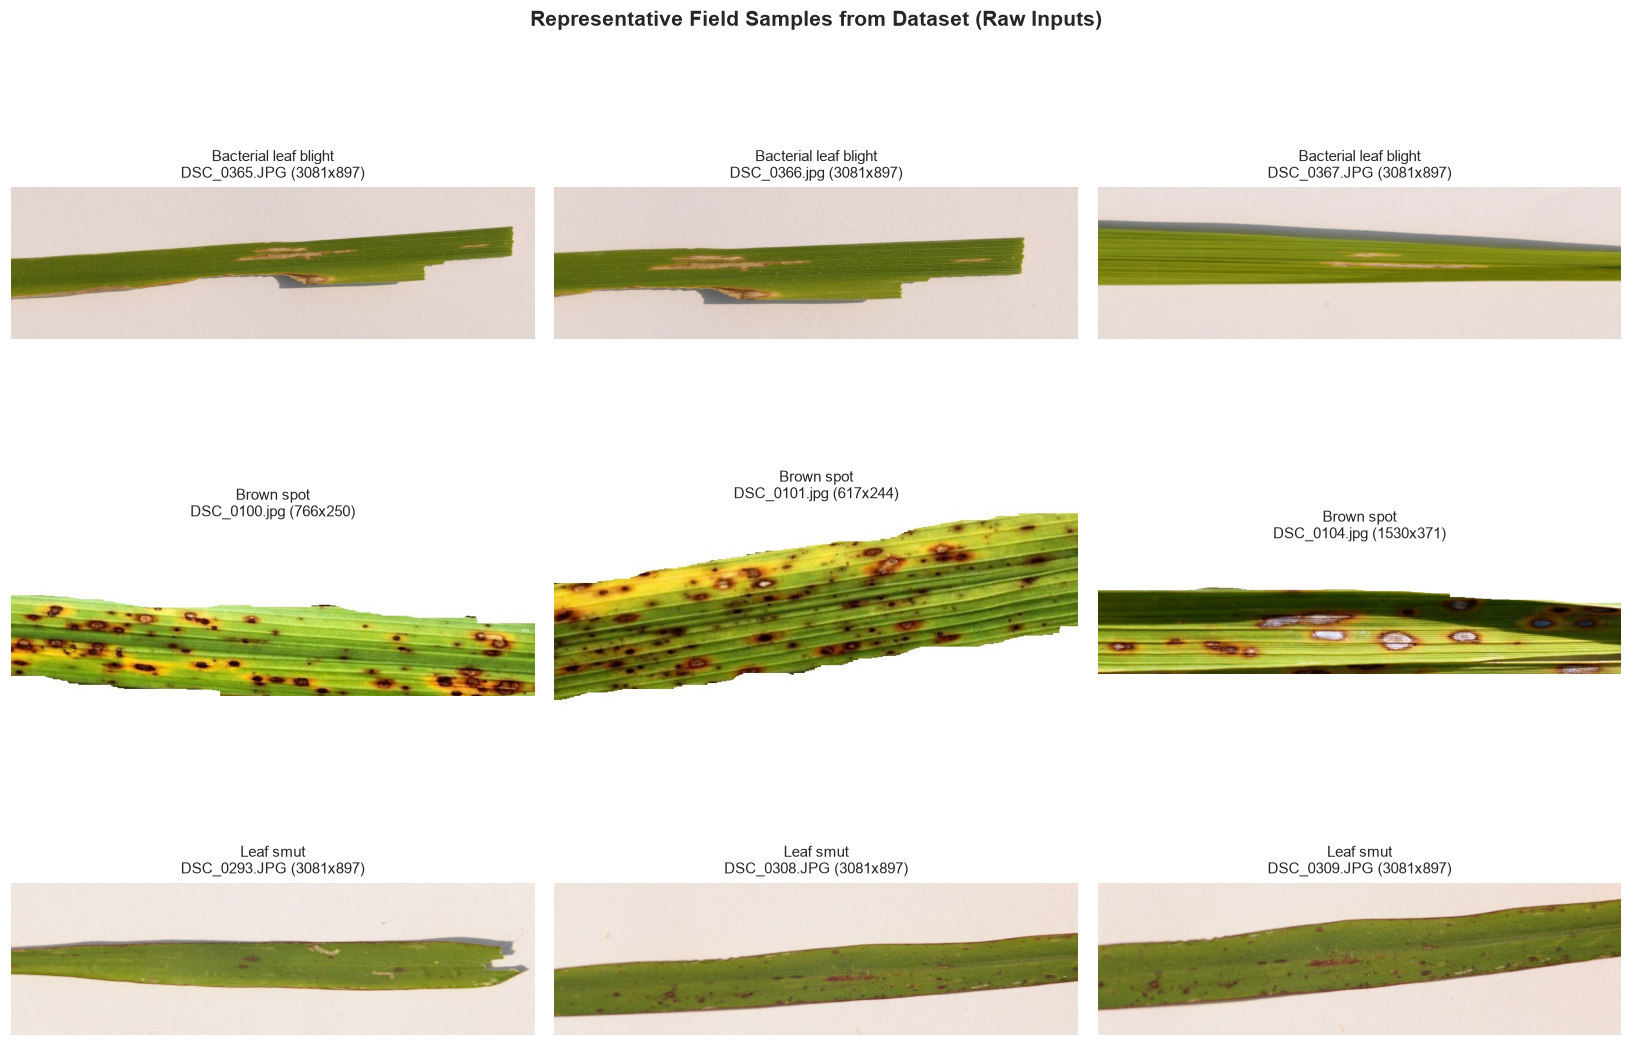 Representative Field Samples from Dataset (Raw Inputs)
Bacterial leaf blight
DSC_0365.JPG (3081x897)
Bacterial leaf blight
DSC_0366.jpg (3081x897)
Bacterial leaf blight
DSC_0367.JPG (3081x897)
Brown spot
DSC_0100.jpg (766x250)
Brown spot
DSC_0101.jpg (617x244)
Brown spot
DSC_0104.jpg (1530x371)
Leaf smut
DSC_0293.JPG (3081x897)
Leaf smut
DSC_0308.JPG (3081x897)
Leaf smut
DSC_0309.JPG (3081x897)